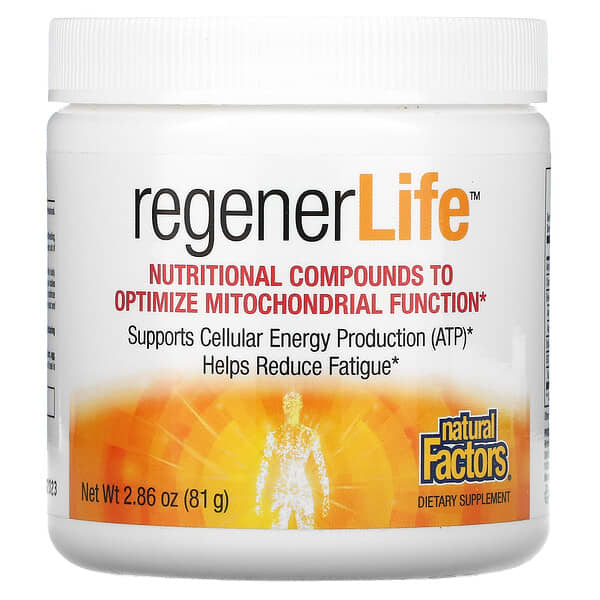 regenerLife™
NUTRITIONAL COMPOUNDS TO
OPTIMIZE MITOCHONDRIAL FUNCTION*
Supports Cellular Energy Production (ATP)*
Helps Reduce Fatigue*
natural
Factors®
Net Wt 2.86 oz (81 g)
DIETARY SUPPLEMENT